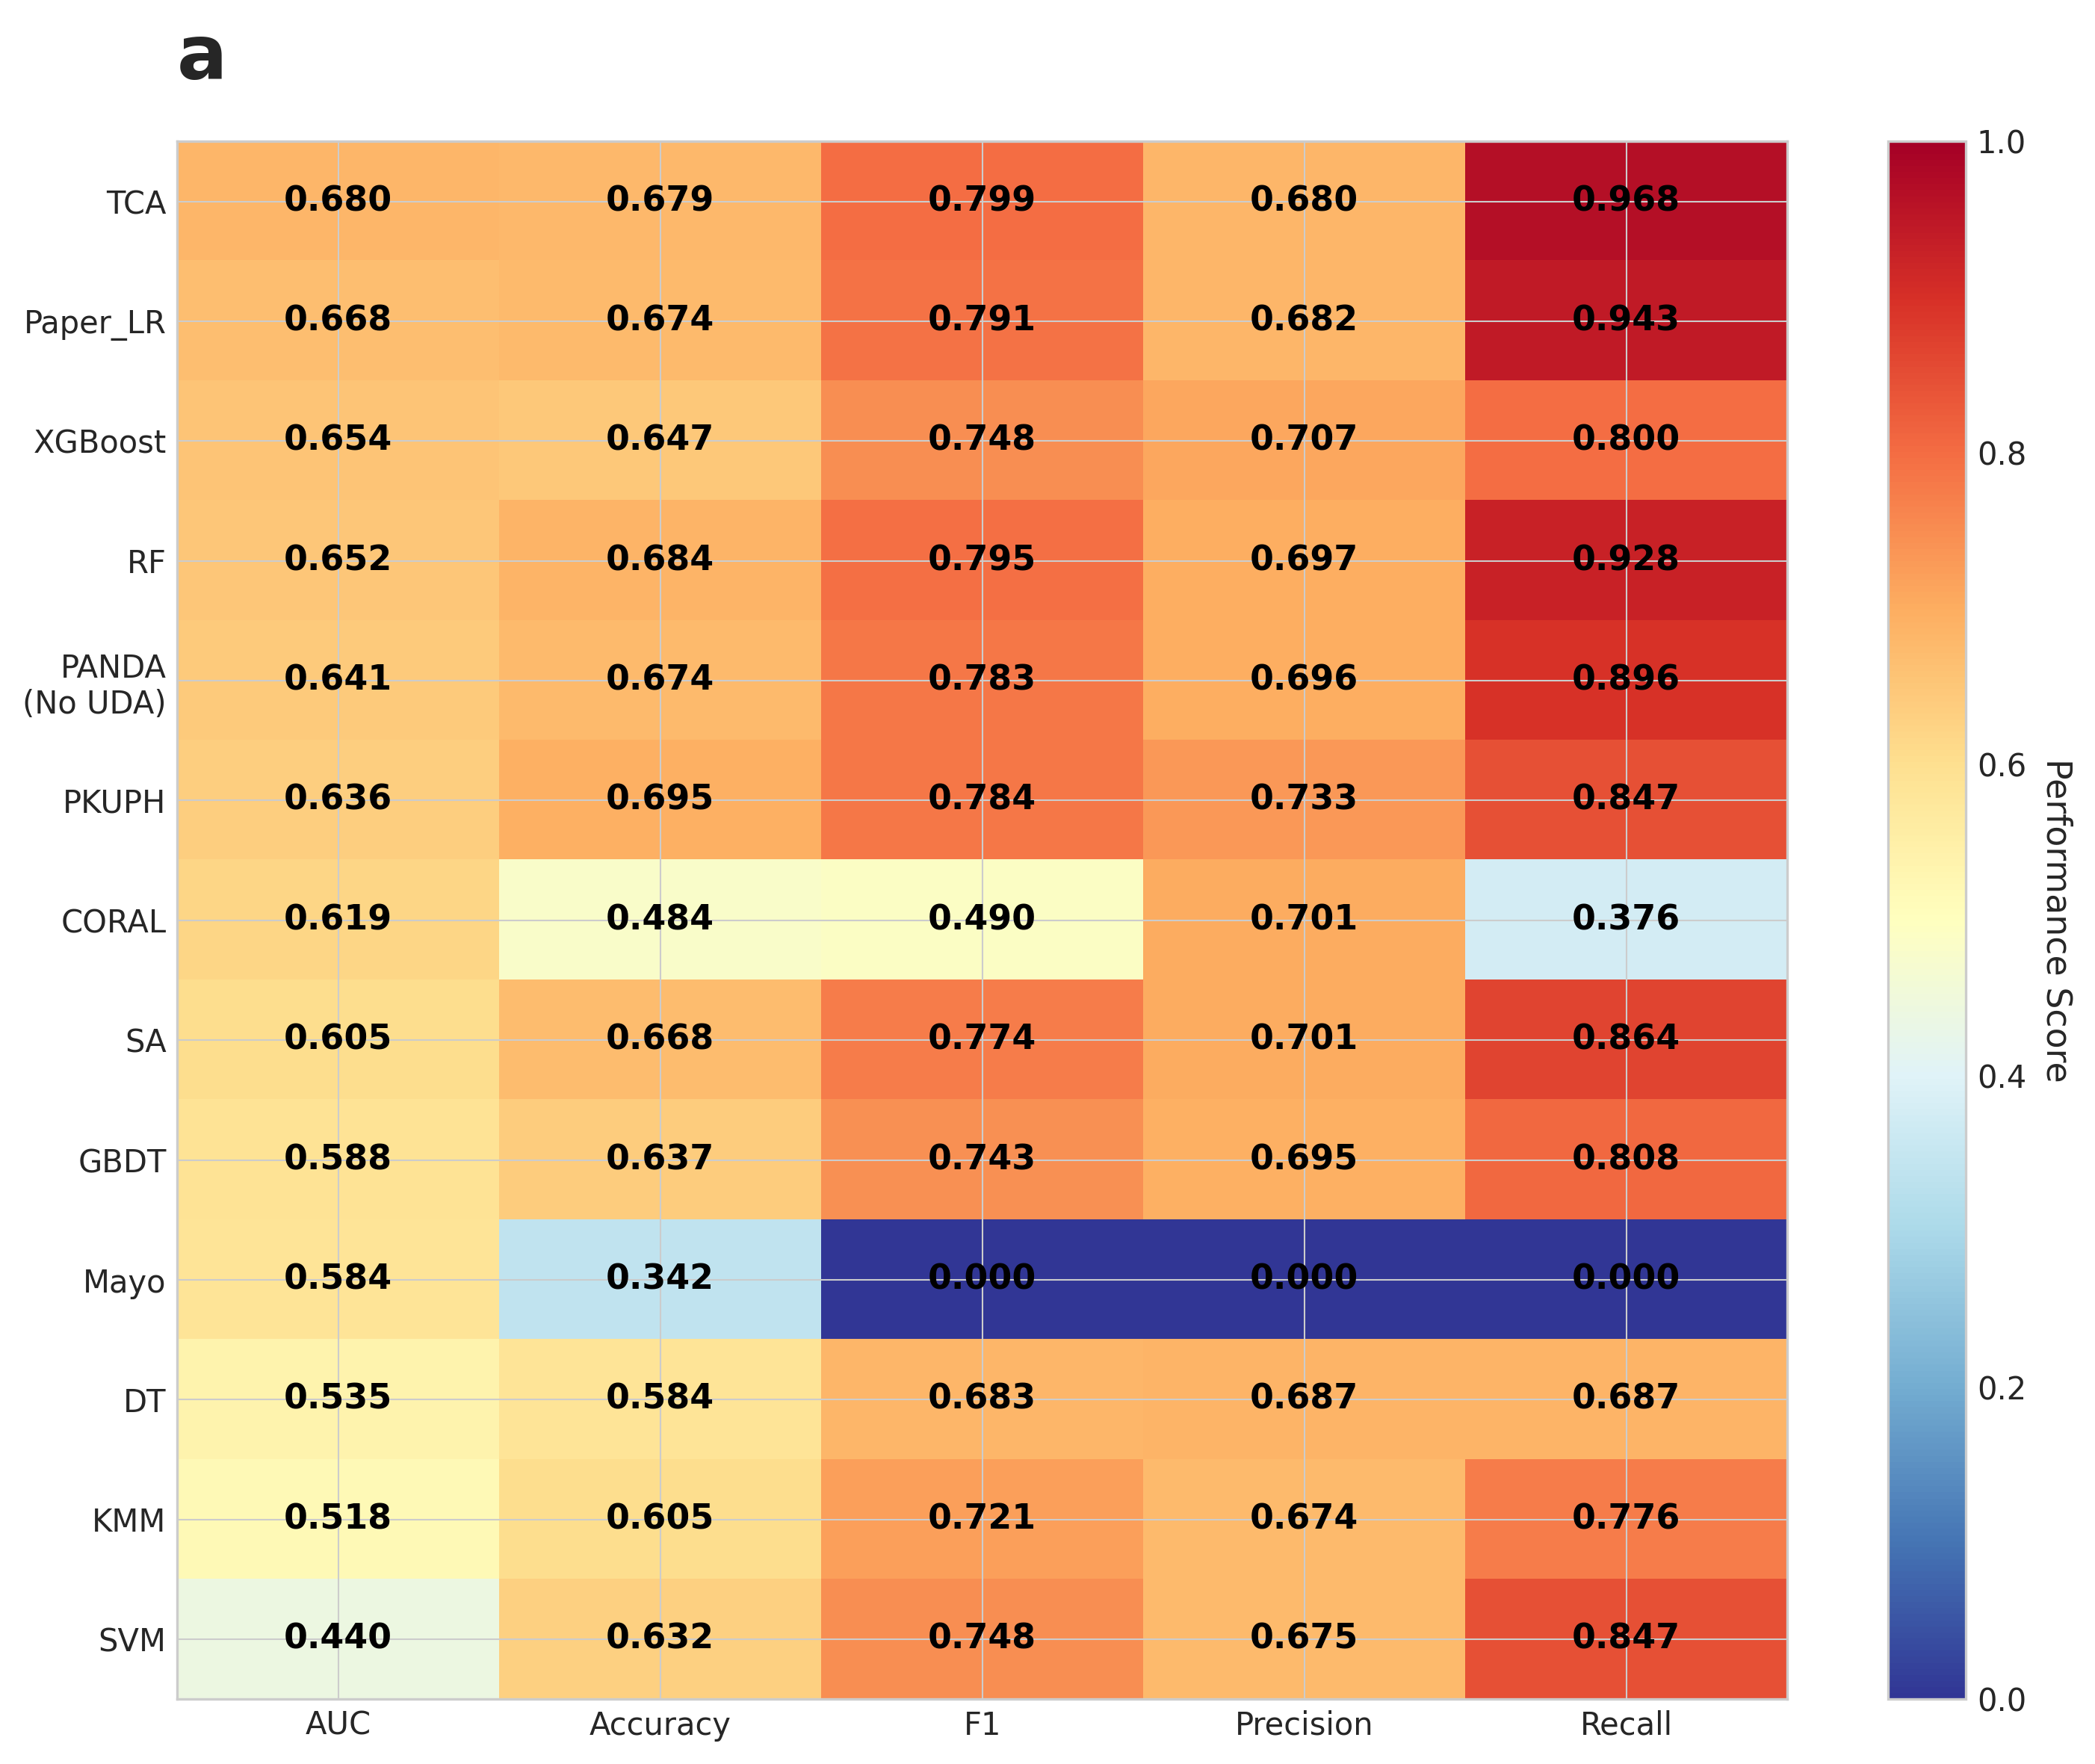 a
TCA 0.680 0.679 0.799 0.680 0.968
Paper_LR 0.668 0.674 0.791 0.682 0.943
XGBoost 0.654 0.647 0.748 0.707 0.800
RF 0.652 0.684 0.795 0.697 0.928
PANDA
(No UDA) 0.641 0.674 0.783 0.696 0.896
PKUPH 0.636 0.695 0.784 0.733 0.847
CORAL 0.619 0.484 0.490 0.701 0.376
SA 0.605 0.668 0.774 0.701 0.864
GBDT 0.588 0.637 0.743 0.695 0.808
Mayo 0.584 0.342 0.000 0.000 0.000
DT 0.535 0.584 0.683 0.687 0.687
KMM 0.518 0.605 0.721 0.674 0.776
SVM 0.440 0.632 0.748 0.675 0.847
AUC Accuracy F1 Precision Recall
1.0
0.8
0.6
0.4
0.2
0.0
Performance Score